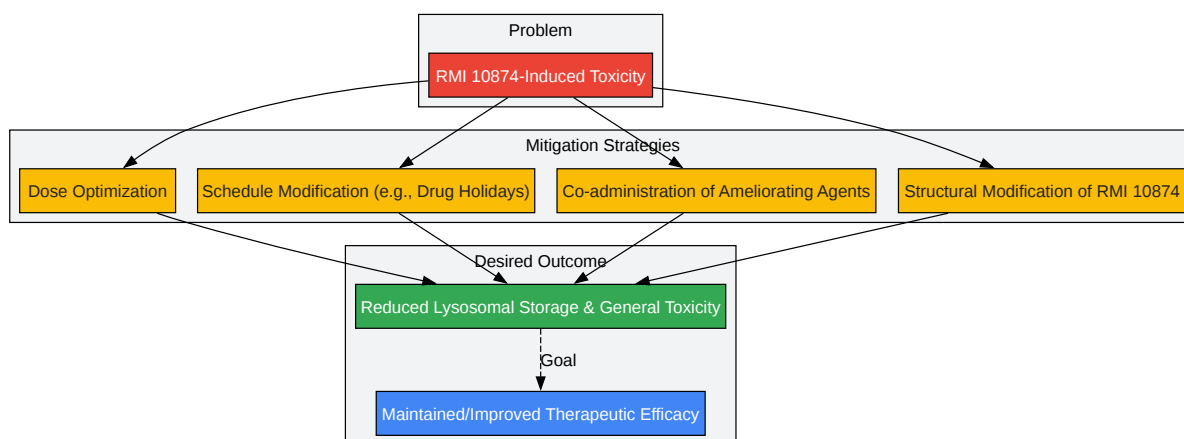 Problem
RMI 10874-Induced Toxicity
Mitigation Strategies
Dose Optimization
Schedule Modification (e.g., Drug Holidays)
Co-administration of Ameliorating Agents
Structural Modification of RMI 10874
Desired Outcome
Reduced Lysosomal Storage & General Toxicity
Goal
Maintained/Improved Therapeutic Efficacy